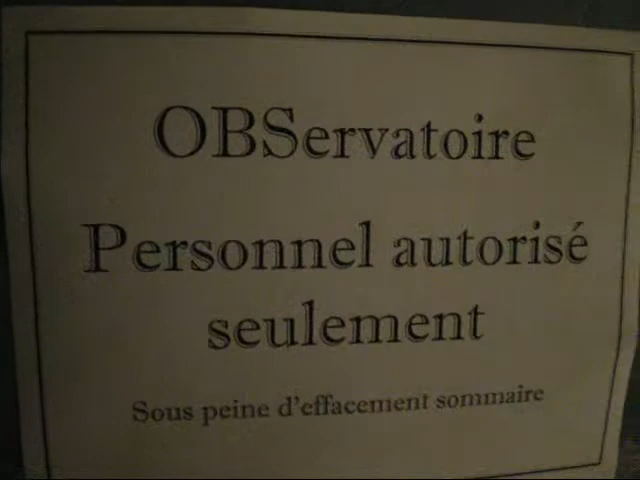 OBServatoire
Personnel autorisé
seulement
Sous peine d'effacement sommaire